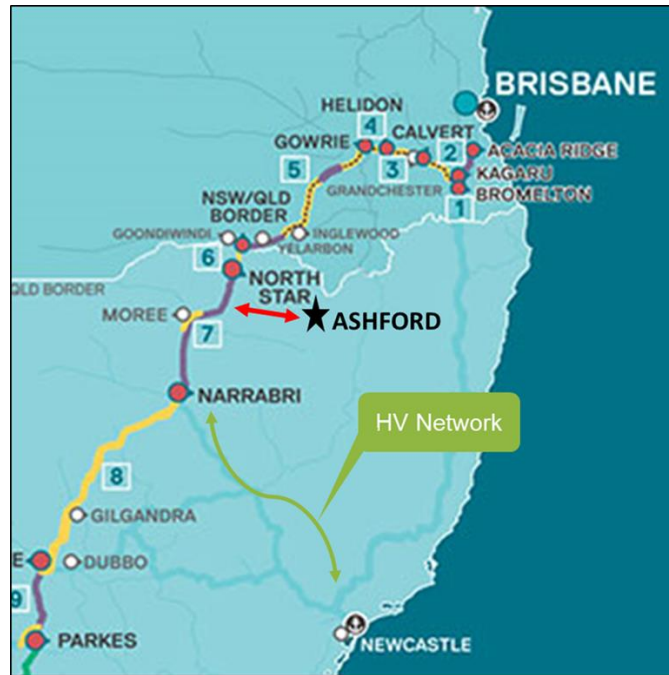 BRISBANE
HELIDON
4
GOWRIE
CALVERT
2
ACACIA RIDGE
3
5
KAGARU
GRANDCHESTER
BROMELTON
1
NSW/QLD
BORDER
GOONDIWINDI
INGLEWOOD
YELARBON
6
NORTH
STAR
QLD BORDER
MOREE
ASHFORD
7
NARRABRI
HV Network
8
GILGANDRA
E
DUBBO
9
PARKES
NEWCASTLE